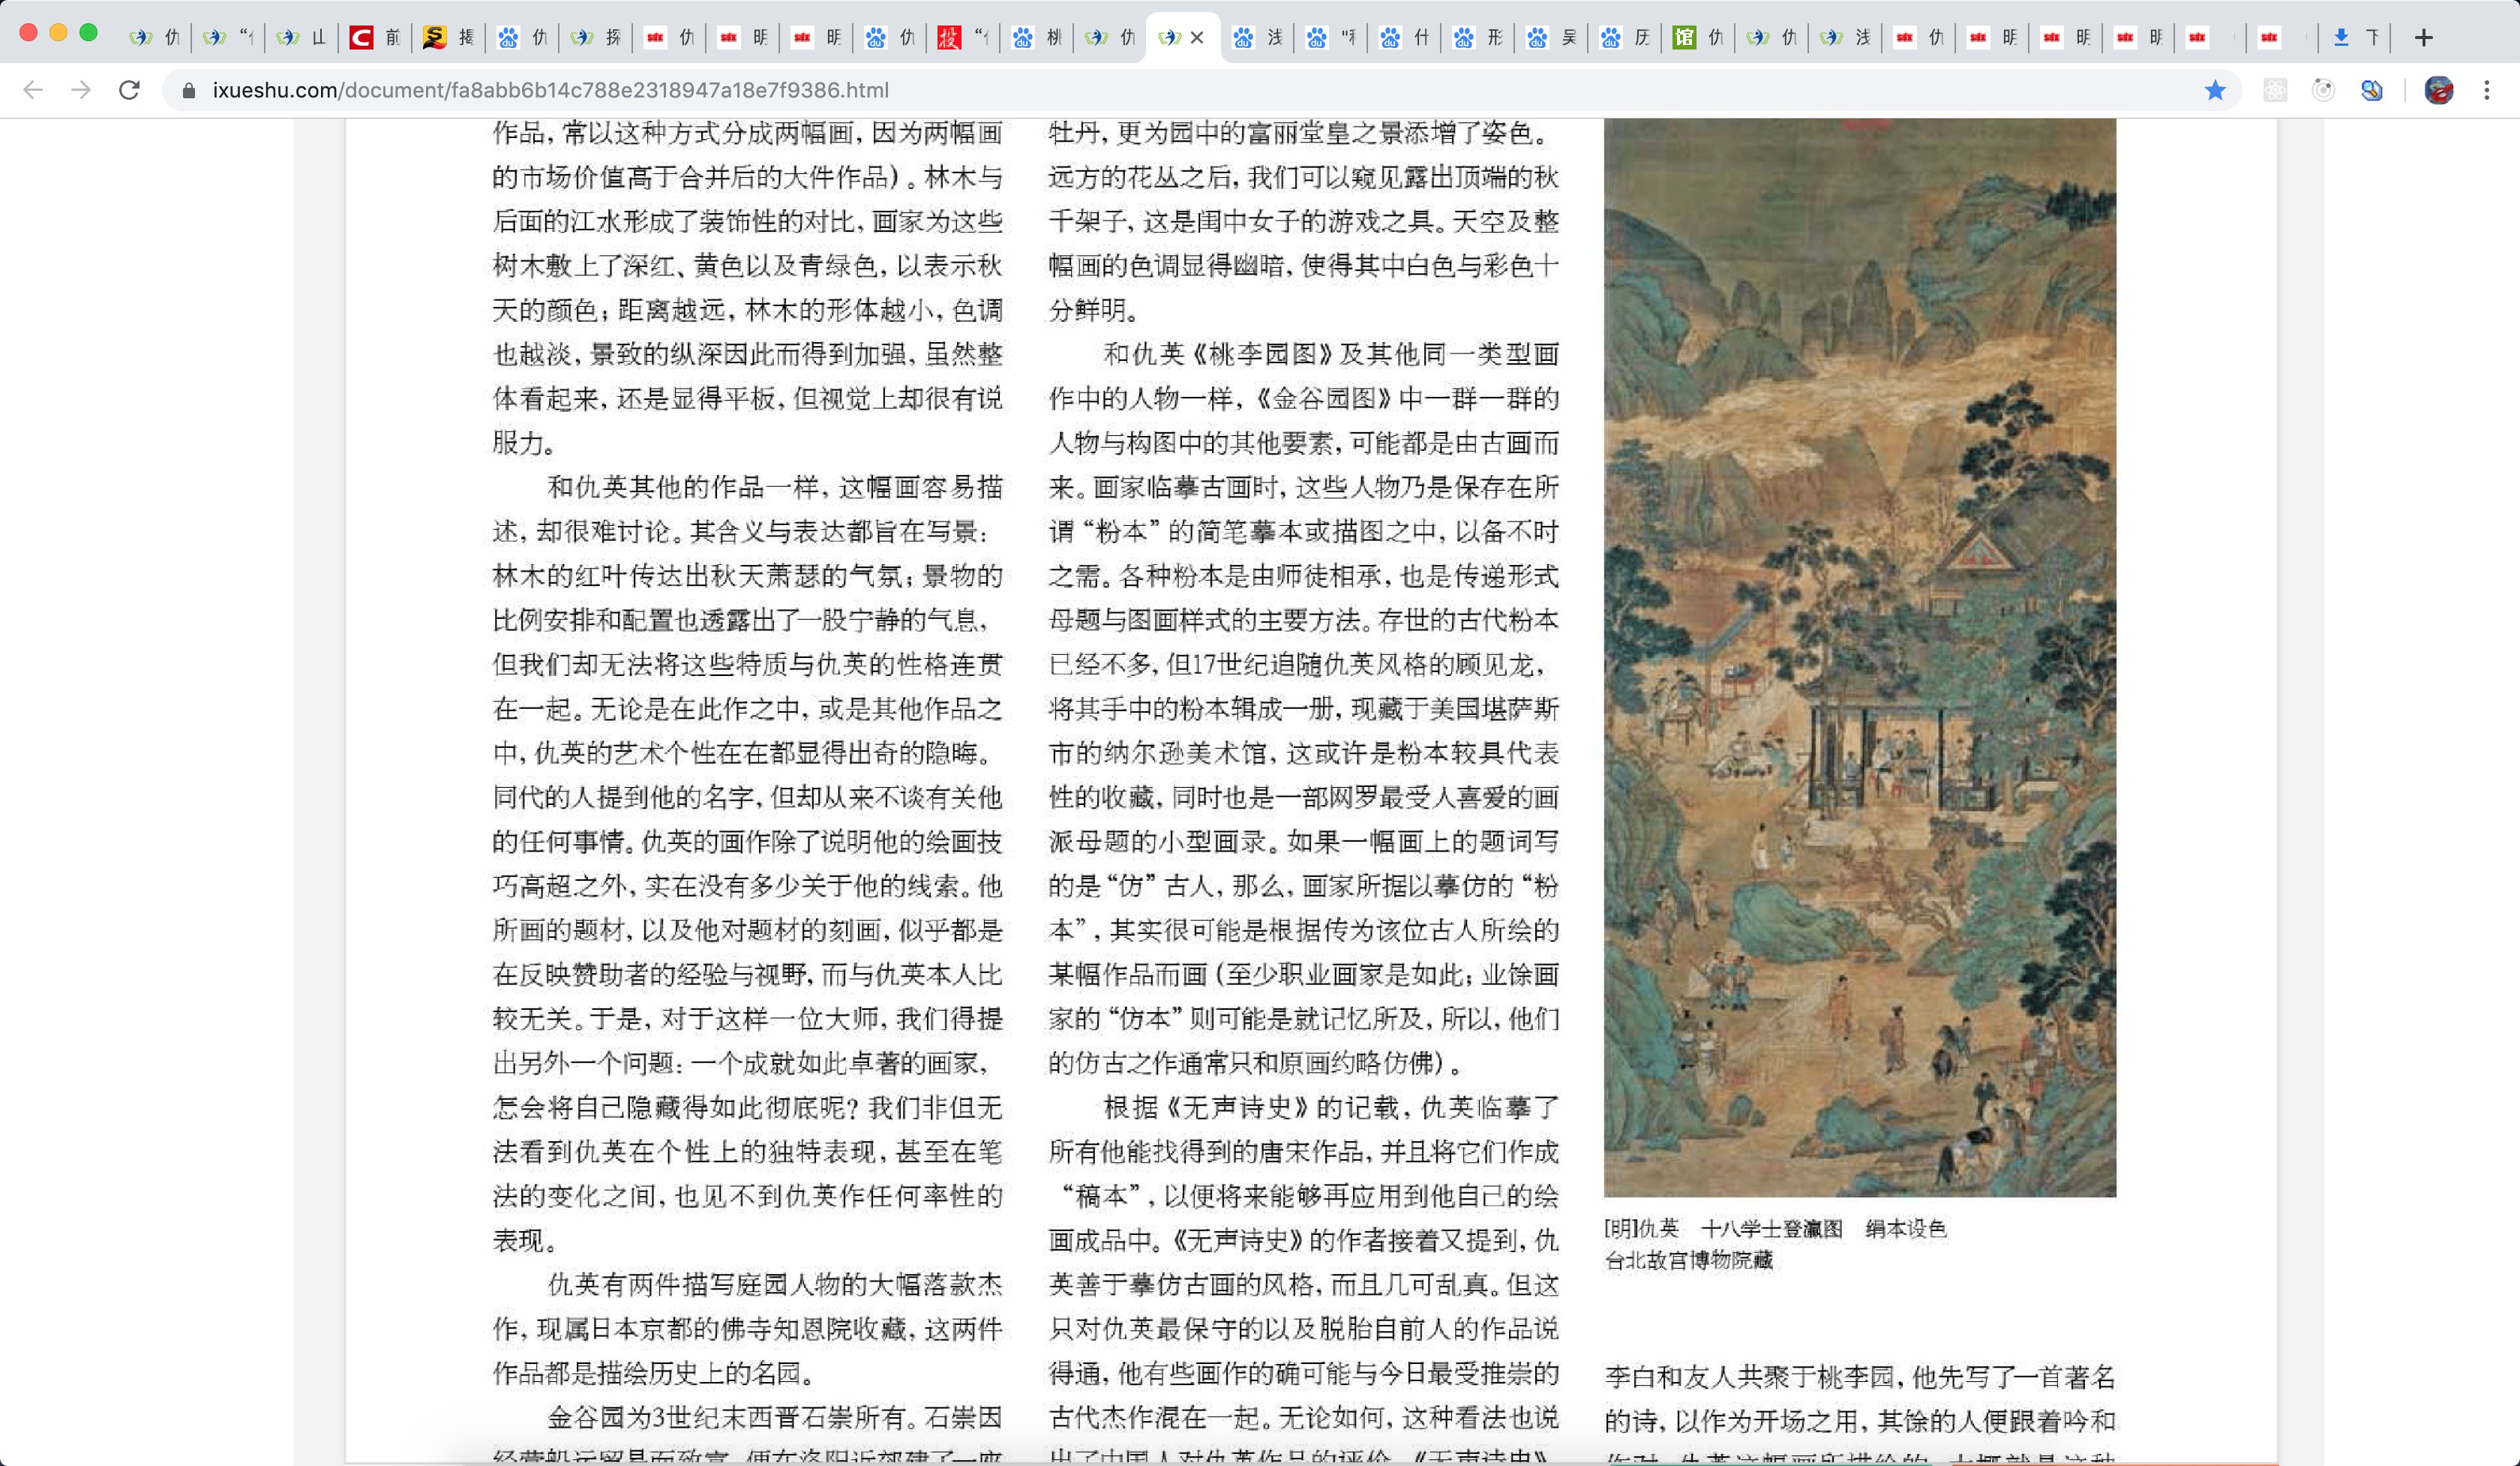 仇
“仇
山
前
揭
仇
探
仇
明
明
仇
“仇
桃
仇
浅
"粉
什
形
吴
历
仇
仇
浅
仇
明
明
明
下
ixueshu.com/document/fa8abb6b14c788e2318947a18e7f9386.html
作品，常以这种方式分成两幅画，因为两幅画
的市场价值高于合并后的大件作品）。林木与
后面的江水形成了装饰性的对比，画家为这些
树木敷上了深红、黄色以及青绿色，以表示秋
天的颜色；距离越远，林木的形体越小，色调
也越淡，景致的纵深因此而得到加强，虽然整
体看起来，还是显得平板，但视觉上却很有说
服力。
和仇英其他的作品一样，这幅画容易描
述，却很难讨论。其含义与表达都旨在写景：
林木的红叶传达出秋天萧瑟的气氛；景物的
比例安排和配置也透露出了一股宁静的气息，
但我们却无法将这些特质与仇英的性格连贯
在一起。无论是在此作之中，或是其他作品之
中，仇英的艺术个性在在都显得出奇的隐晦。
同代的人提到他的名字，但却从来不谈有关他
的任何事情。仇英的画作除了说明他的绘画技
巧高超之外，实在没有多少关于他的线索。他
所画的题材，以及他对题材的刻画，似乎都是
在反映赞助者的经验与视野，而与仇英本人比
较无关。于是，对于这样一位大师，我们得提
出另外一个问题：一个成就如此卓著的画家，
怎会将自己隐藏得如此彻底呢？我们非但无
法看到仇英在个性上的独特表现，甚至在笔
法的变化之间，也见不到仇英作任何率性的
表现。
仇英有两件描写庭园人物的大幅落款杰
作，现属日本京都的佛寺知恩院收藏，这两件
作品都是描绘历史上的名园。
金谷园为3世纪末西晋石崇所有。石崇因
经营船运贸易而致富，便在洛阳近郊建了一座
牡丹，更为园中的富丽堂皇之景添增了姿色。
远方的花丛之后，我们可以窥见露出顶端的秋
千架子，这是闺中女子的游戏之具。天空及整
幅画的色调显得幽暗，使得其中白色与彩色十
分鲜明。
和仇英《桃李园图》及其他同一类型画
作中的人物一样，《金谷园图》中一群一群的
人物与构图中的其他要素，可能都是由古画而
来。画家临摹古画时，这些人物乃是保存在所
谓“粉本”的简笔摹本或描图之中，以备不时
之需。各种粉本是由师徒相承，也是传递形式
母题与图画样式的主要方法。存世的古代粉本
已经不多，但17世纪追随仇英风格的顾见龙，
将其手中的粉本辑成一册，现藏于美国堪萨斯
市的纳尔逊美术馆，这或许是粉本较具代表
性的收藏，同时也是一部网罗最受人喜爱的画
派母题的小型画录。如果一幅画上的题词写
的是“仿”古人，那么，画家所据以摹仿的“粉
本”，其实很可能是根据传为该位古人所绘的
某幅作品而画（至少职业画家是如此；业馀画
家的“仿本”则可能是就记忆所及，所以，他们
的仿古之作通常只和原画约略仿佛）。
根据《无声诗史》的记载，仇英临摹了
所有他能找得到的唐宋作品，并且将它们作成
“稿本”，以便将来能够再应用到他自己的绘
画成品中。《无声诗史》的作者接着又提到，仇
英善于摹仿古画的风格，而且几可乱真。但这
只对仇英最保守的以及脱胎自前人的作品说
得通，他有些画作的确可能与今日最受推崇的
古代杰作混在一起。无论如何，这种看法也说
出了中国人对仇英作品的评价。《无声诗史》
[明]仇英　十八学士登瀛图　绢本设色
台北故宫博物院藏
李白和友人共聚于桃李园，他先写了一首著名
的诗，以作为开场之用，其馀的人便跟着吟和
作对。仇英这幅画所描绘的，大概就是这种